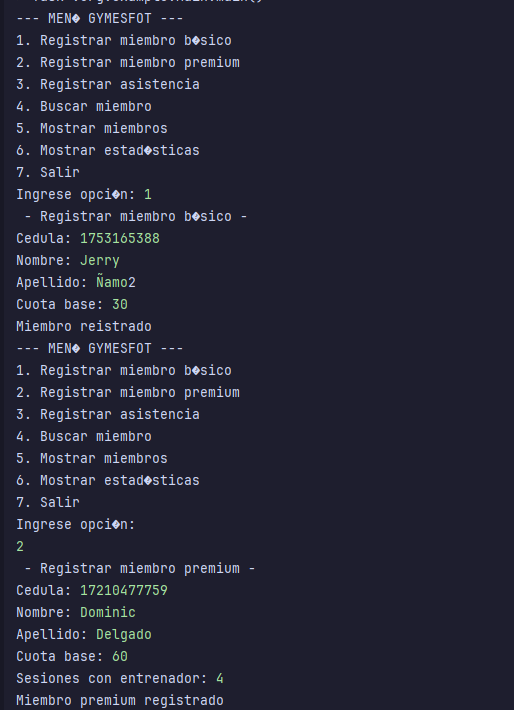 --- MEN� GYMESFOT ---
1. Registrar miembro b�sico
2. Registrar miembro premium
3. Registrar asistencia
4. Buscar miembro
5. Mostrar miembros
6. Mostrar estad�sticas
7. Salir
Ingrese opci�n: 1
- Registrar miembro b�sico -
Cedula: 1753165388
Nombre: Jerry
Apellido: Ñamo2
Cuota base: 30
Miembro reistrado
--- MEN� GYMESFOT ---
1. Registrar miembro b�sico
2. Registrar miembro premium
3. Registrar asistencia
4. Buscar miembro
5. Mostrar miembros
6. Mostrar estad�sticas
7. Salir
Ingrese opci�n:
2
- Registrar miembro premium -
Cedula: 17210477759
Nombre: Dominic
Apellido: Delgado
Cuota base: 60
Sesiones con entrenador: 4
Miembro premium registrado